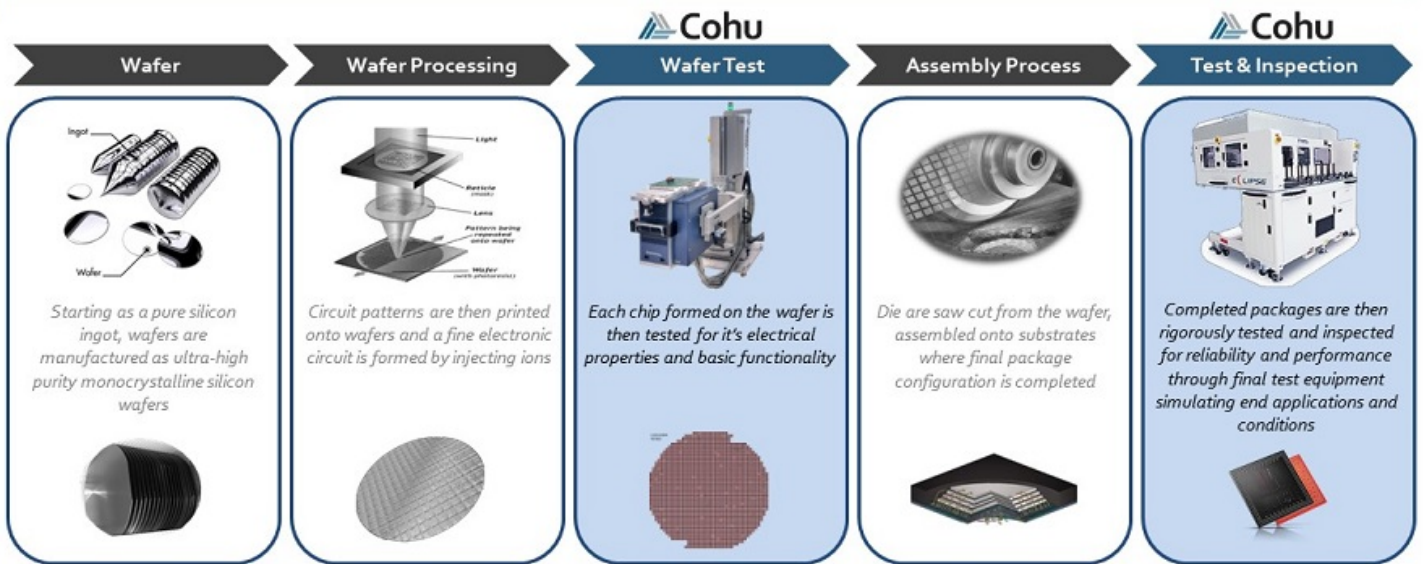 Cohu
Cohu
Wafer
Wafer Processing
Wafer Test
Assembly Process
Test & Inspection
Ingot
Wafer
Starting as a pure silicon
ingot, wafers are
manufactured as ultra-high
purity monocrystalline silicon
wafers
Light
Reticle
(mask)
Lens
Pattern being
repeated
onto wafer
Wafer
(with photoresist)
Circuit patterns are then printed
onto wafers and a fine electronic
circuit is formed by injecting ions
Each chip formed on the wafer is
then tested for it's electrical
properties and basic functionality
Die are saw cut from the wafer,
assembled onto substrates
where final package
configuration is completed
ECLIPSE
Completed packages are then
rigorously tested and inspected
for reliability and performance
through final test equipment
simulating end applications and
conditions